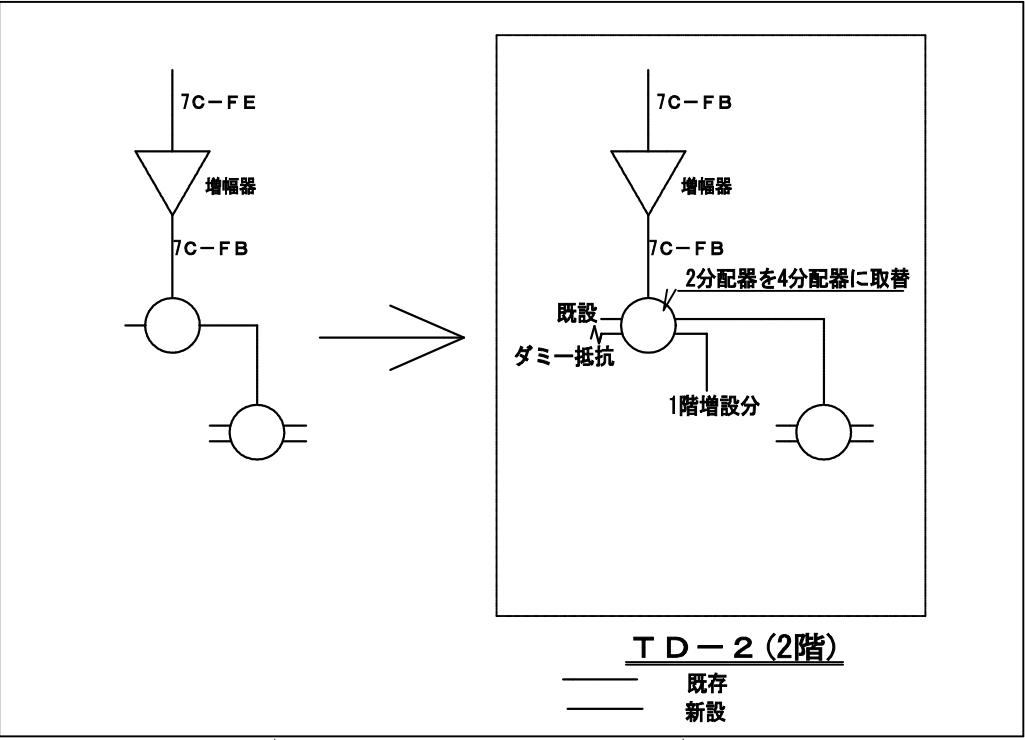 7C－FE
増幅器
7C－FB
7C－FB
増幅器
7C－FB
2分配器を4分配器に取替
既設
ダミー抵抗
1階増設分
TD－2(2階)
既存
新設